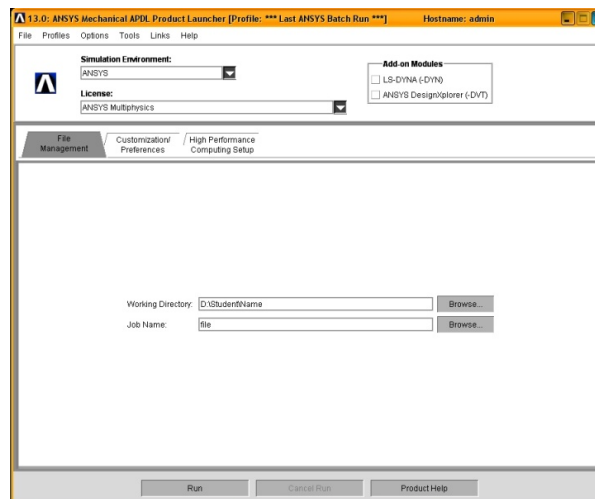 13.0: ANSYS Mechanical APDL Product Launcher [Profile: *** Last ANSYS Batch Run ***] Hostname: admin
File Profiles Options Tools Links Help
Simulation Environment:
ANSYS
License:
ANSYS Multiphysics
Add-on Modules
LS-DYNA (-DYN)
ANSYS DesignXplorer (-DVT)
File
Management
Customization/
Preferences
High Performance
Computing Setup
Working Directory: D:\Student\Name Browse...
Job Name: file Browse...
Run Cancel Run Product Help